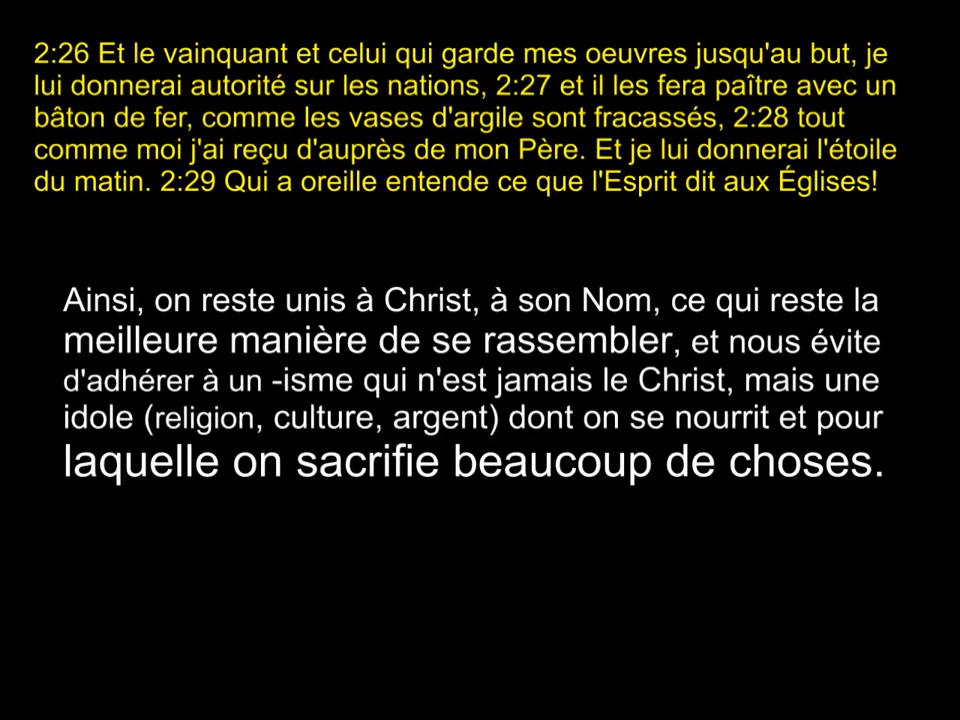 2:26 Et le vainquant et celui qui garde mes oeuvres jusqu'au but, je
lui donnerai autorité sur les nations, 2:27 et il les fera paître avec un
bâton de fer, comme les vases d'argile sont fracassés, 2:28 tout
comme moi j'ai reçu d'auprès de mon Père. Et je lui donnerai l'étoile
du matin. 2:29 Qui a oreille entende ce que l'Esprit dit aux Églises!
Ainsi, on reste unis à Christ, à son Nom, ce qui reste la
meilleure manière de se rassembler, et nous évite
d'adhérer à un -isme qui n'est jamais le Christ, mais une
idole (religion, culture, argent) dont on se nourrit et pour
laquelle on sacrifie beaucoup de choses.